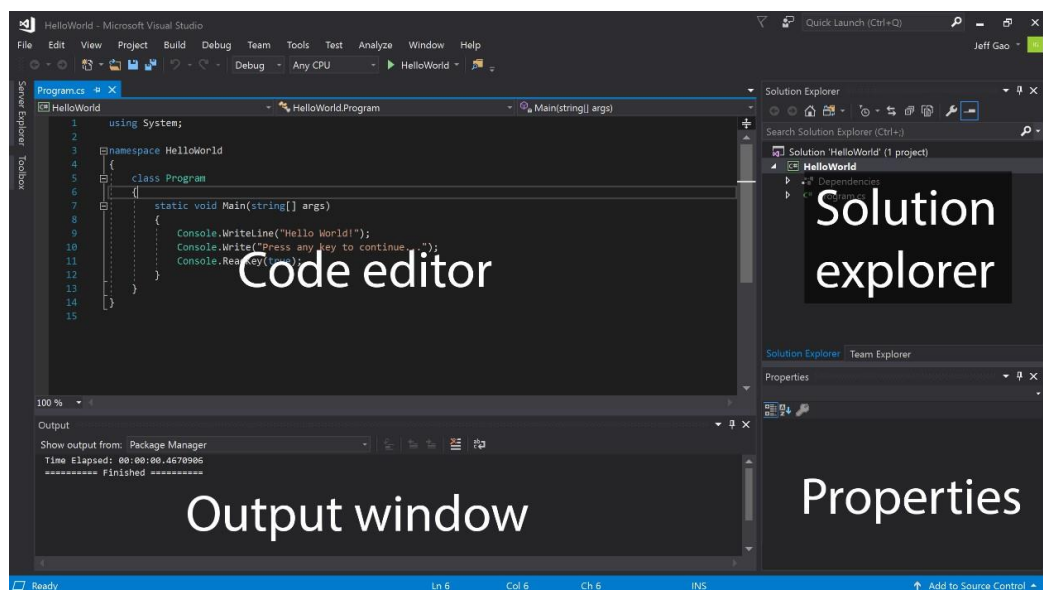 HelloWorld - Microsoft Visual Studio
Quick Launch (Ctrl+Q)
File Edit View Project Build Debug Team Tools Test Analyze Window Help
Jeff Gao
Debug Any CPU HelloWorld
Server Explorer
Toolbox
Program.cs
HelloWorld HelloWorld.Program Main(string[] args)
1 using System;
2
3 namespace HelloWorld
4 {
5 class Program
6 {
7 static void Main(string[] args)
8 {
9 Console.WriteLine("Hello World!");
10 Console.Write("Press any key to continue...");
11 Console.ReadKey(true);
12 }
13 }
14 }
15
Code editor
100 %
Solution Explorer
Search Solution Explorer (Ctrl+;)
Solution 'HelloWorld' (1 project)
HelloWorld
Dependencies
Program.cs
Solution
explorer
Solution Explorer Team Explorer
Properties
Properties
Output
Show output from: Package Manager
Time Elapsed: 00:00:00.4670906
========== Finished ==========
Output window
Ready Ln 6 Col 6 Ch 6 INS Add to Source Control